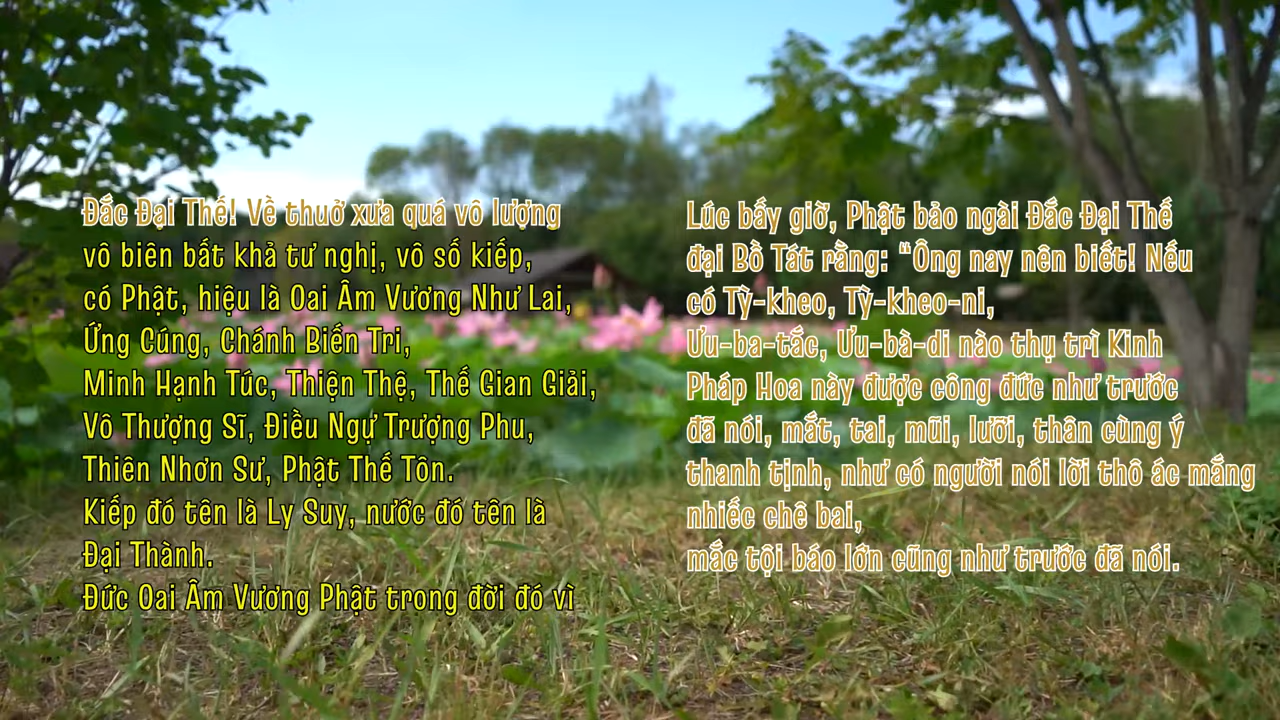 Đắc Đại Thế! Về thuở xưa quá vô lượng
vô biên bất khả tư nghị, vô số kiếp,
có Phật, hiệu là Oai Âm Vương Như Lai,
Ứng Cúng, Chánh Biến Tri,
Minh Hạnh Túc, Thiện Thệ, Thế Gian Giải,
Vô Thượng Sĩ, Điều Ngự Trượng Phu,
Thiên Nhơn Sư, Phật Thế Tôn.
Kiếp đó tên là Ly Suy, nước đó tên là
Đại Thành.
Đức Oai Âm Vương Phật trong đời đó vì
Lúc bấy giờ, Phật bảo ngài Đắc Đại Thế
đại Bồ Tát rằng: “Ông nay nên biết! Nếu
có Tỳ-kheo, Tỳ-kheo-ni,
Ưu-ba-tắc, Ưu-bà-di nào thụ trì Kinh
Pháp Hoa này được công đức như trước
đã nói, mắt, tai, mũi, lưỡi, thân cùng ý
thanh tịnh, như có người nói lời thô ác mắng
nhiếc chê bai,
mắc tội báo lớn cũng như trước đã nói.